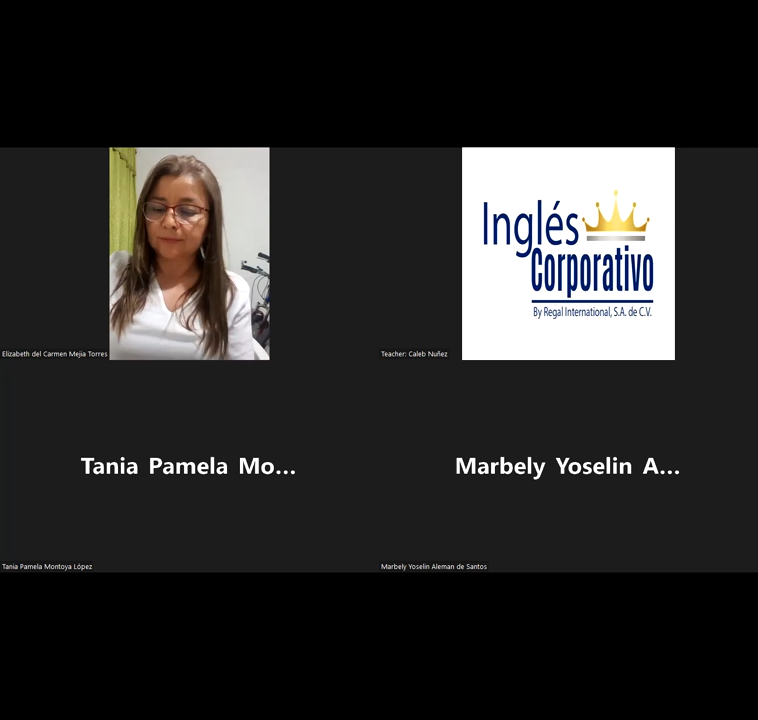 Inglés
Corporativo
By Regal International, S.A. de C.V.
Elizabeth del Carmen Mejia Torres
Teacher: Caleb Nuñez
Tania Pamela Mo...
Marbely Yoselin A...
Tania Pamela Montoya López
Marbely Yoselin Aleman de Santos